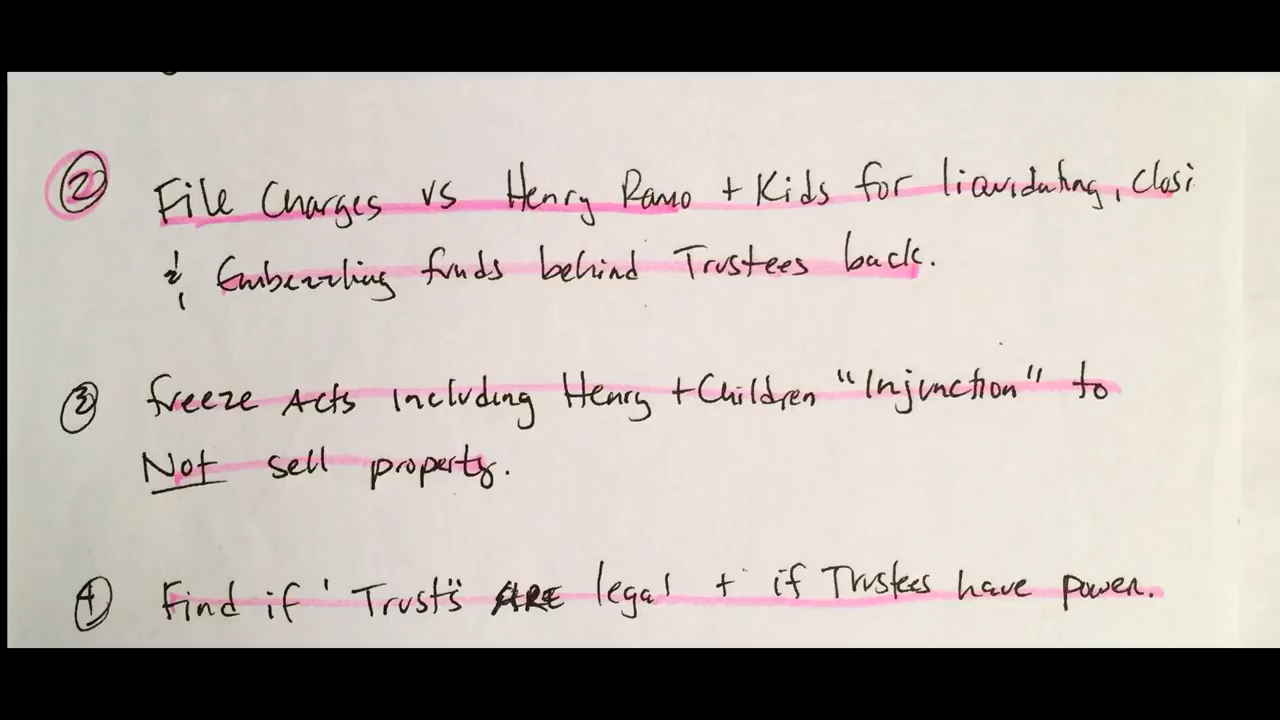 ② File Charges vs Henry Ramo + Kids for liquidating, closi
& Embezzling funds behind Trustees back.
③ freeze Acts Including Henry + Children "Injunction" to
Not sell property.
④ Find if 'Trusts" ARE legal + if Trustees have power.